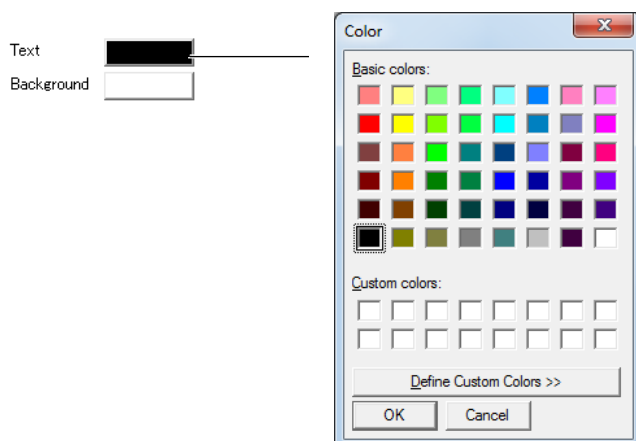 Text
Background
Color
Basic colors:
Custom colors:
Define Custom Colors >>
OK Cancel